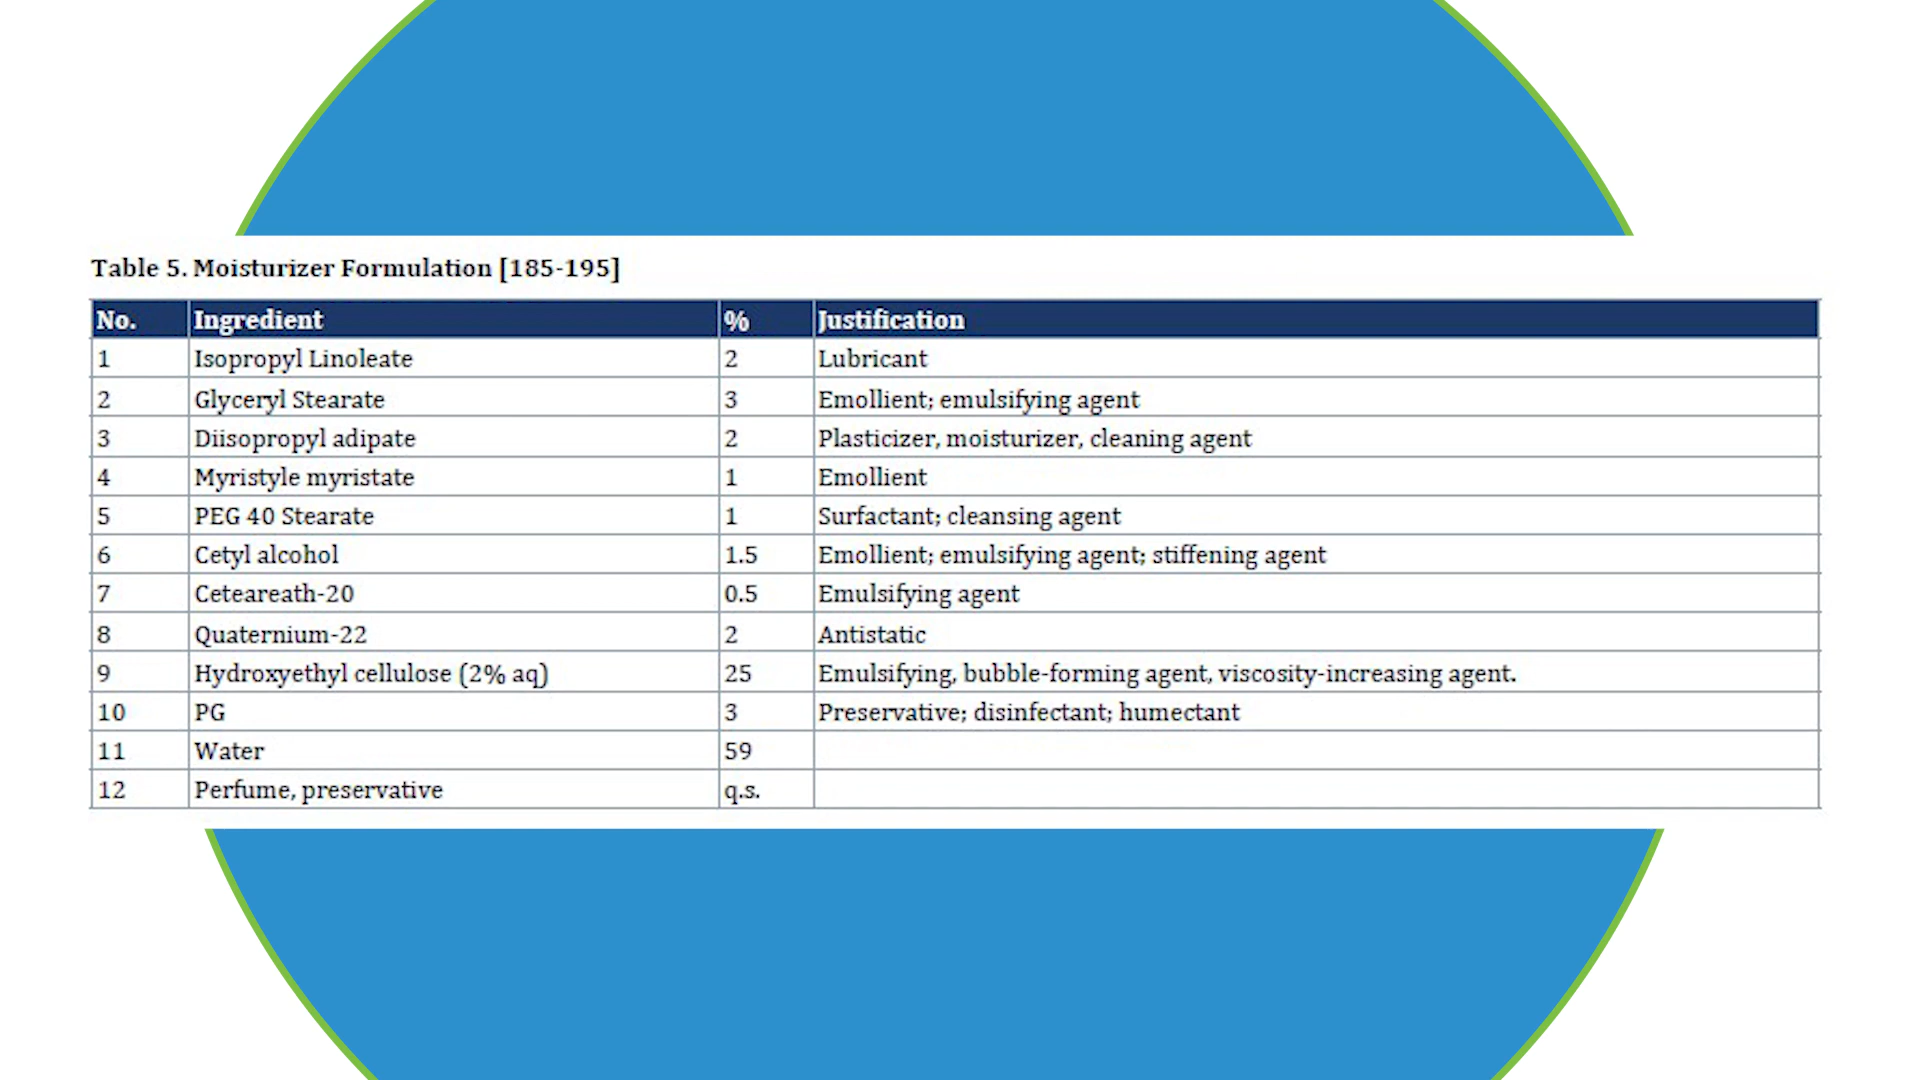 Table 5. Moisturizer Formulation [185-195]
No. Ingredient % Justification
1 Isopropyl Linoleate 2 Lubricant
2 Glyceryl Stearate 3 Emollient; emulsifying agent
3 Diisopropyl adipate 2 Plasticizer, moisturizer, cleaning agent
4 Myristyle myristate 1 Emollient
5 PEG 40 Stearate 1 Surfactant; cleansing agent
6 Cetyl alcohol 1.5 Emollient; emulsifying agent; stiffening agent
7 Ceteareath-20 0.5 Emulsifying agent
8 Quaternium-22 2 Antistatic
9 Hydroxyethyl cellulose (2% aq) 25 Emulsifying, bubble-forming agent, viscosity-increasing agent.
10 PG 3 Preservative; disinfectant; humectant
11 Water 59
12 Perfume, preservative q.s.